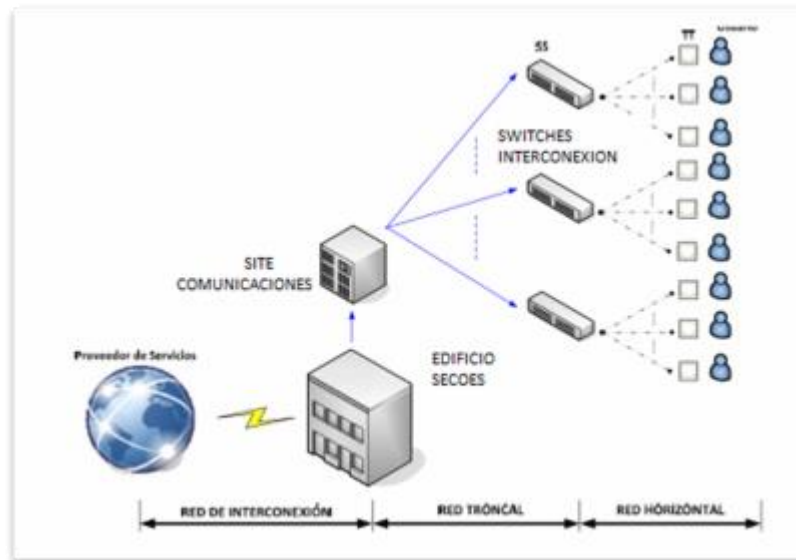 SS
TT
SWITCHES
INTERCONEXION
SITE
COMUNICACIONES
Proveedor de Servicios
EDIFICIO
SECOES
RED DE INTERCONEXIÓN
RED TRONCAL
RED HORIZONTAL